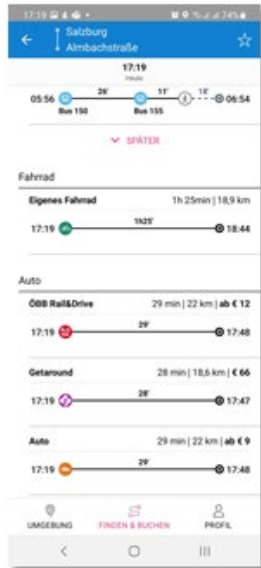 17:19
74%
Salzburg
Almbachstraße
17:19
Heute
05:56 26' 11' 18' 06:54
Bus 150 Bus 155
SPÄTER
Fahrrad
Eigenes Fahrrad 1h 25min | 18,9 km
17:19 1h25' 18:44
Auto
ÖBB Rail&Drive 29 min | 22 km | ab € 12
17:19 29' 17:48
Getaround 28 min | 18,6 km | € 66
17:19 28' 17:47
Auto 29 min | 22 km | ab € 9
17:19 29' 17:48
UMGEBUNG FINDEN & BUCHEN PROFIL